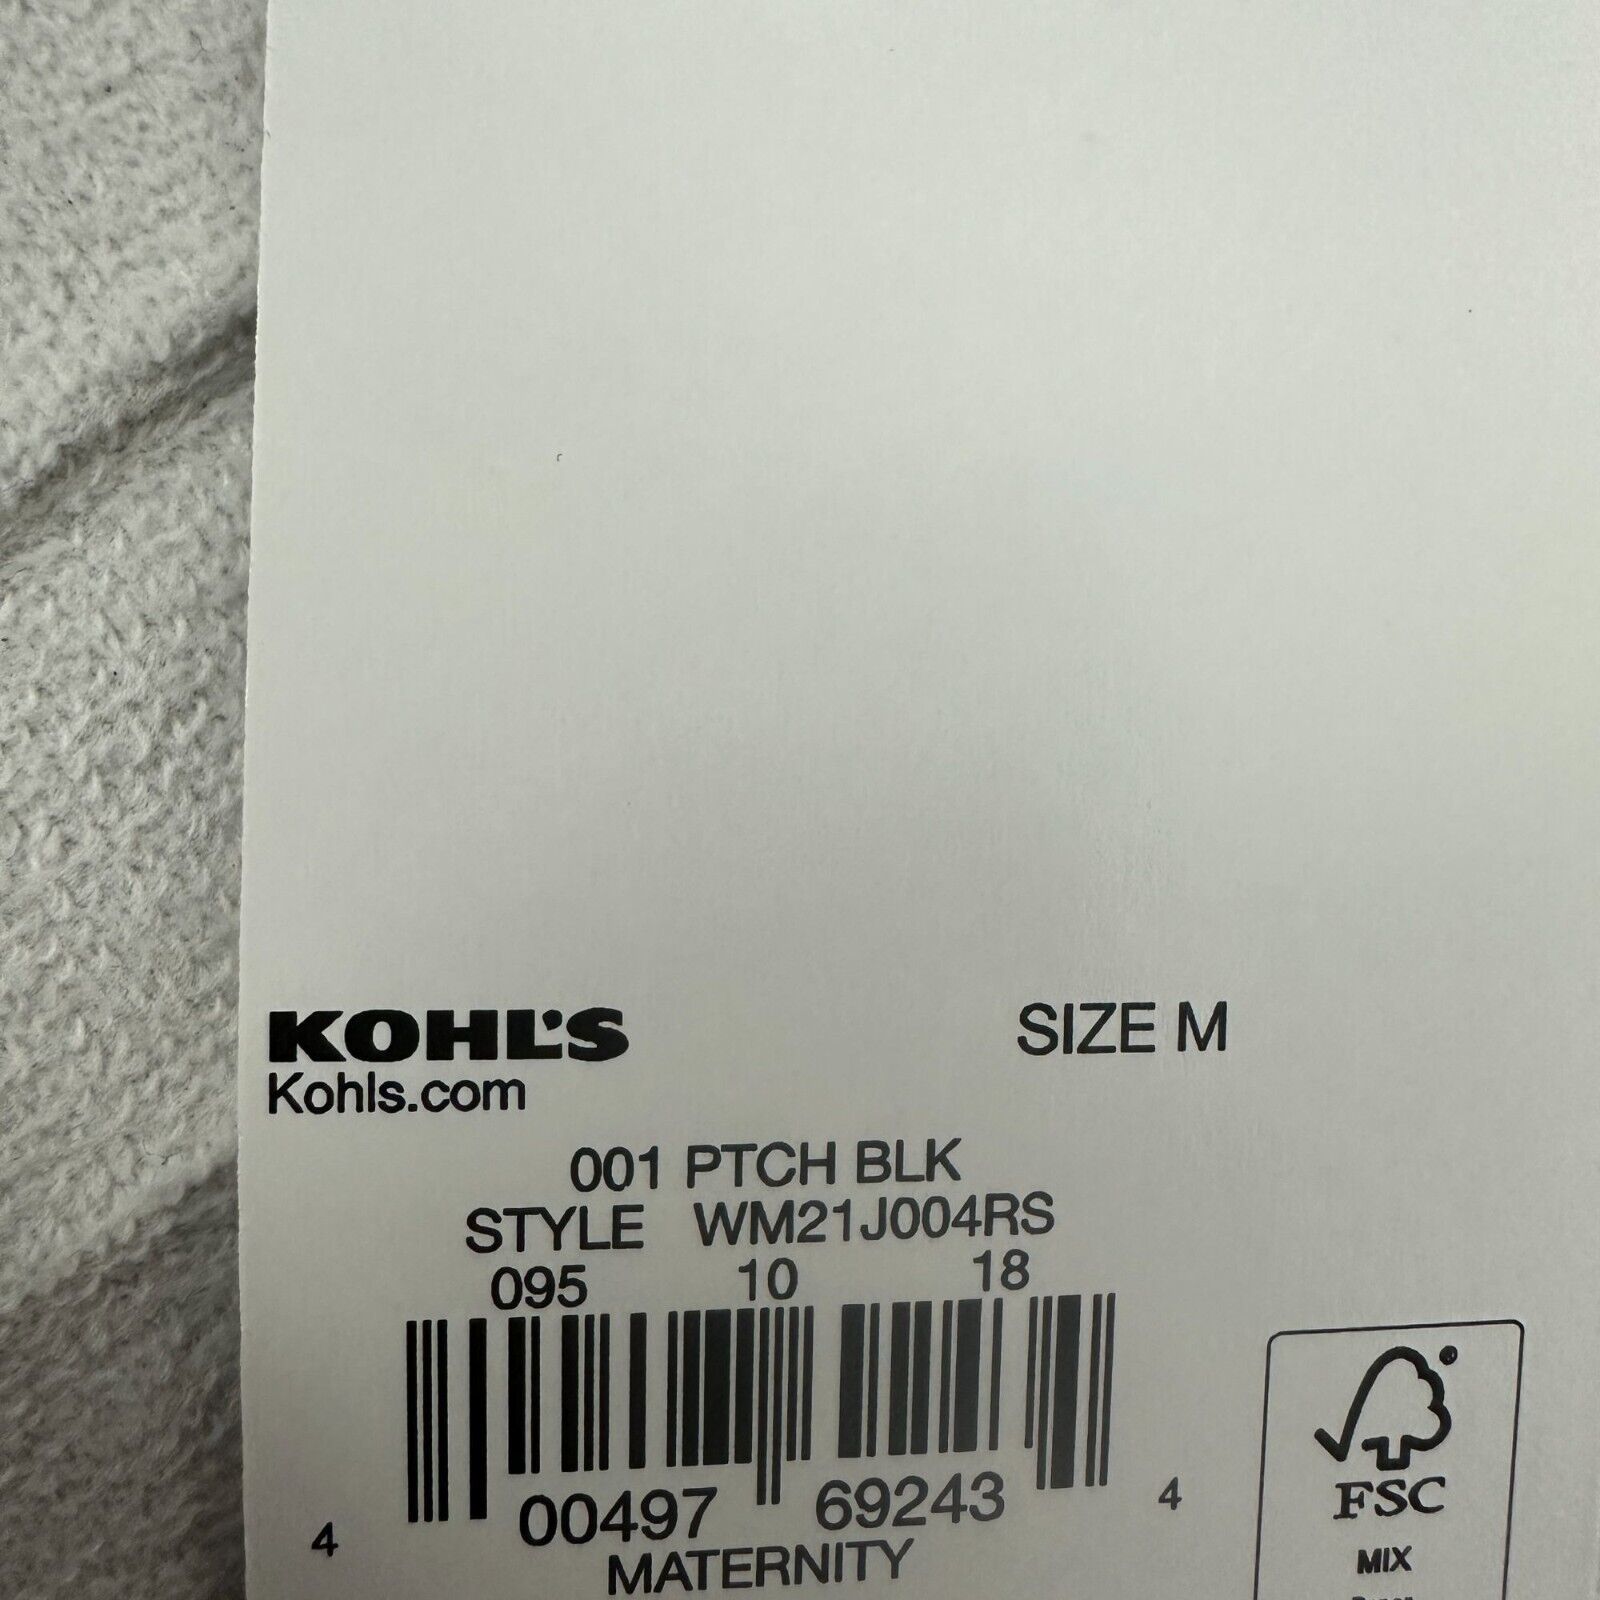 KOHL'S SIZE M
Kohls.com
001 PTCH BLK
STYLE WM21J004RS
095 10 18
4 00497 69243 4
MATERNITY
FSC
MIX